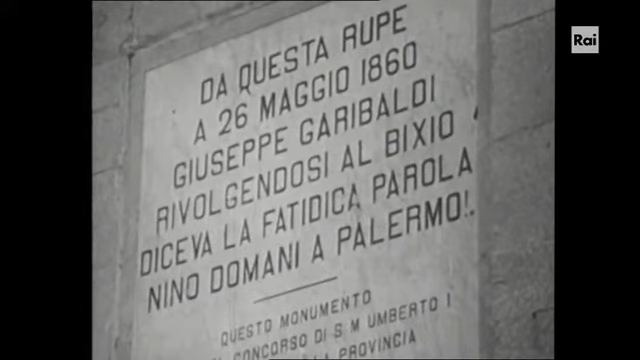 Rai
DA QUESTA RUPE
A 26 MAGGIO 1860
GIUSEPPE GARIBALDI
RIVOLGENDOSI AL BIXIO
DICEVA LA FATIDICA PAROLA
NINO DOMANI A PALERMO!
QUESTO MONUMENTO
CONCORSO DI S. M UMBERTO I
PROVINCIA